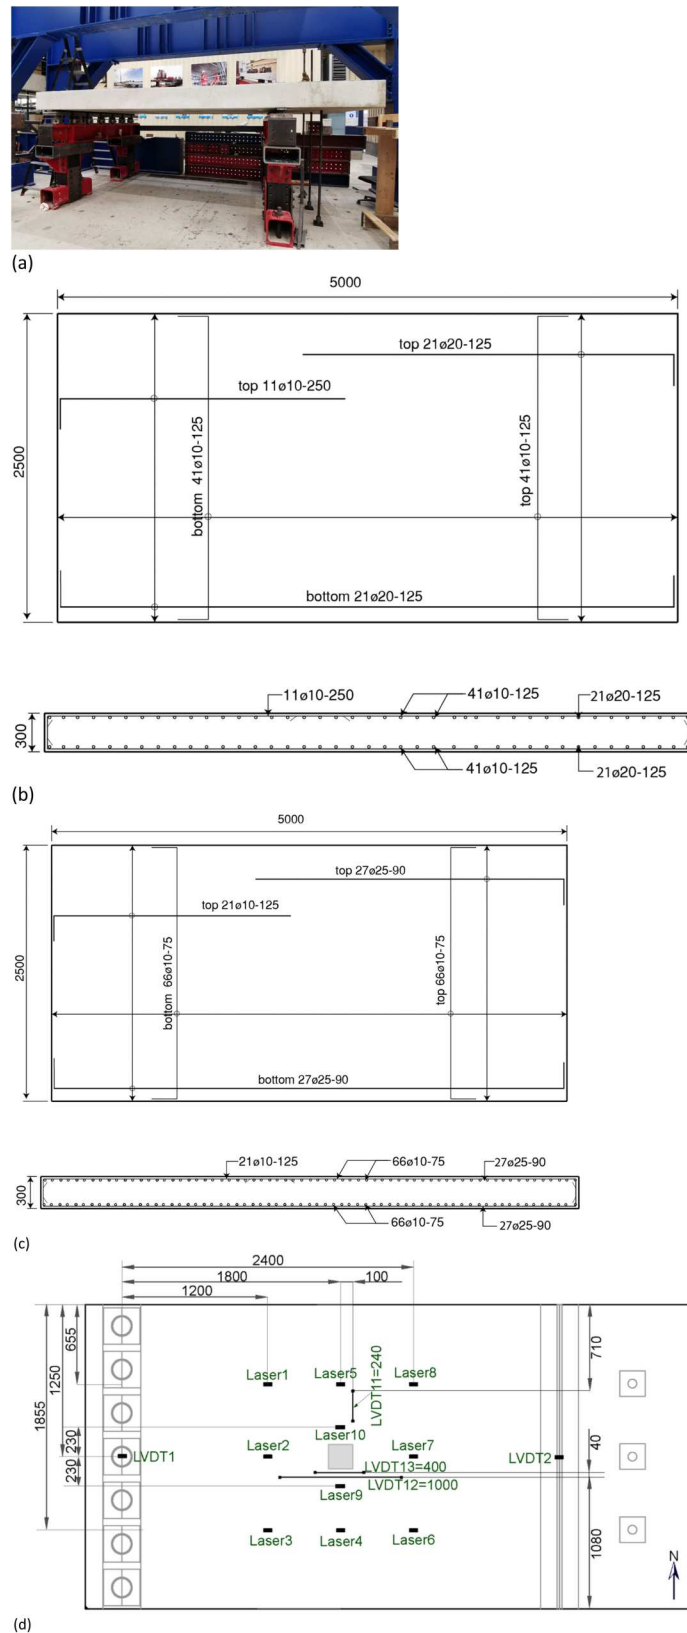 (a)
5000
top 21ø20-125
top 11ø10-250
2500
bottom 41ø10-125
top 41ø10-125
bottom 21ø20-125
11ø10-250
41ø10-125
21ø20-125
300
41ø10-125
21ø20-125
(b)
5000
top 27ø25-90
top 21ø10-125
2500
bottom 66ø10-75
top 66ø10-75
bottom 27ø25-90
21ø10-125
66ø10-75
27ø25-90
300
66ø10-75
27ø25-90
(c)
2400
1800
100
1200
655
1250
1855
230
230
710
40
1080
Laser1
Laser5
Laser8
LVDT11=240
Laser10
LVDT1
Laser2
Laser7
LVDT2
LVDT13=400
LVDT12=1000
Laser9
Laser3
Laser4
Laser6
N
(d)